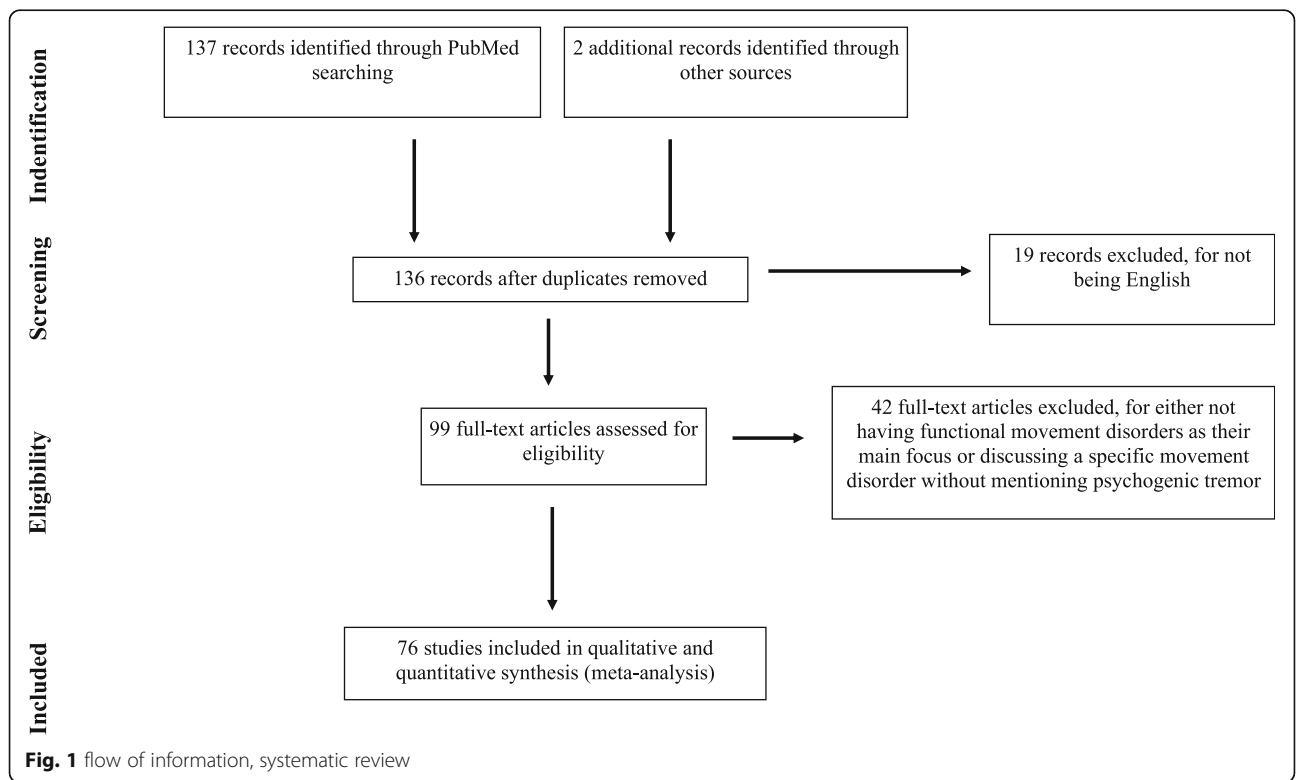 Indentification
137 records identified through PubMed
searching
2 additional records identified through
other sources
Screening
136 records after duplicates removed
19 records excluded, for not
being English
Eligibility
99 full-text articles assessed for
eligibility
42 full-text articles excluded, for either not
having functional movement disorders as their
main focus or discussing a specific movement
disorder without mentioning psychogenic tremor
Included
76 studies included in qualitative and
quantitative synthesis (meta-analysis)
Fig. 1 flow of information, systematic review